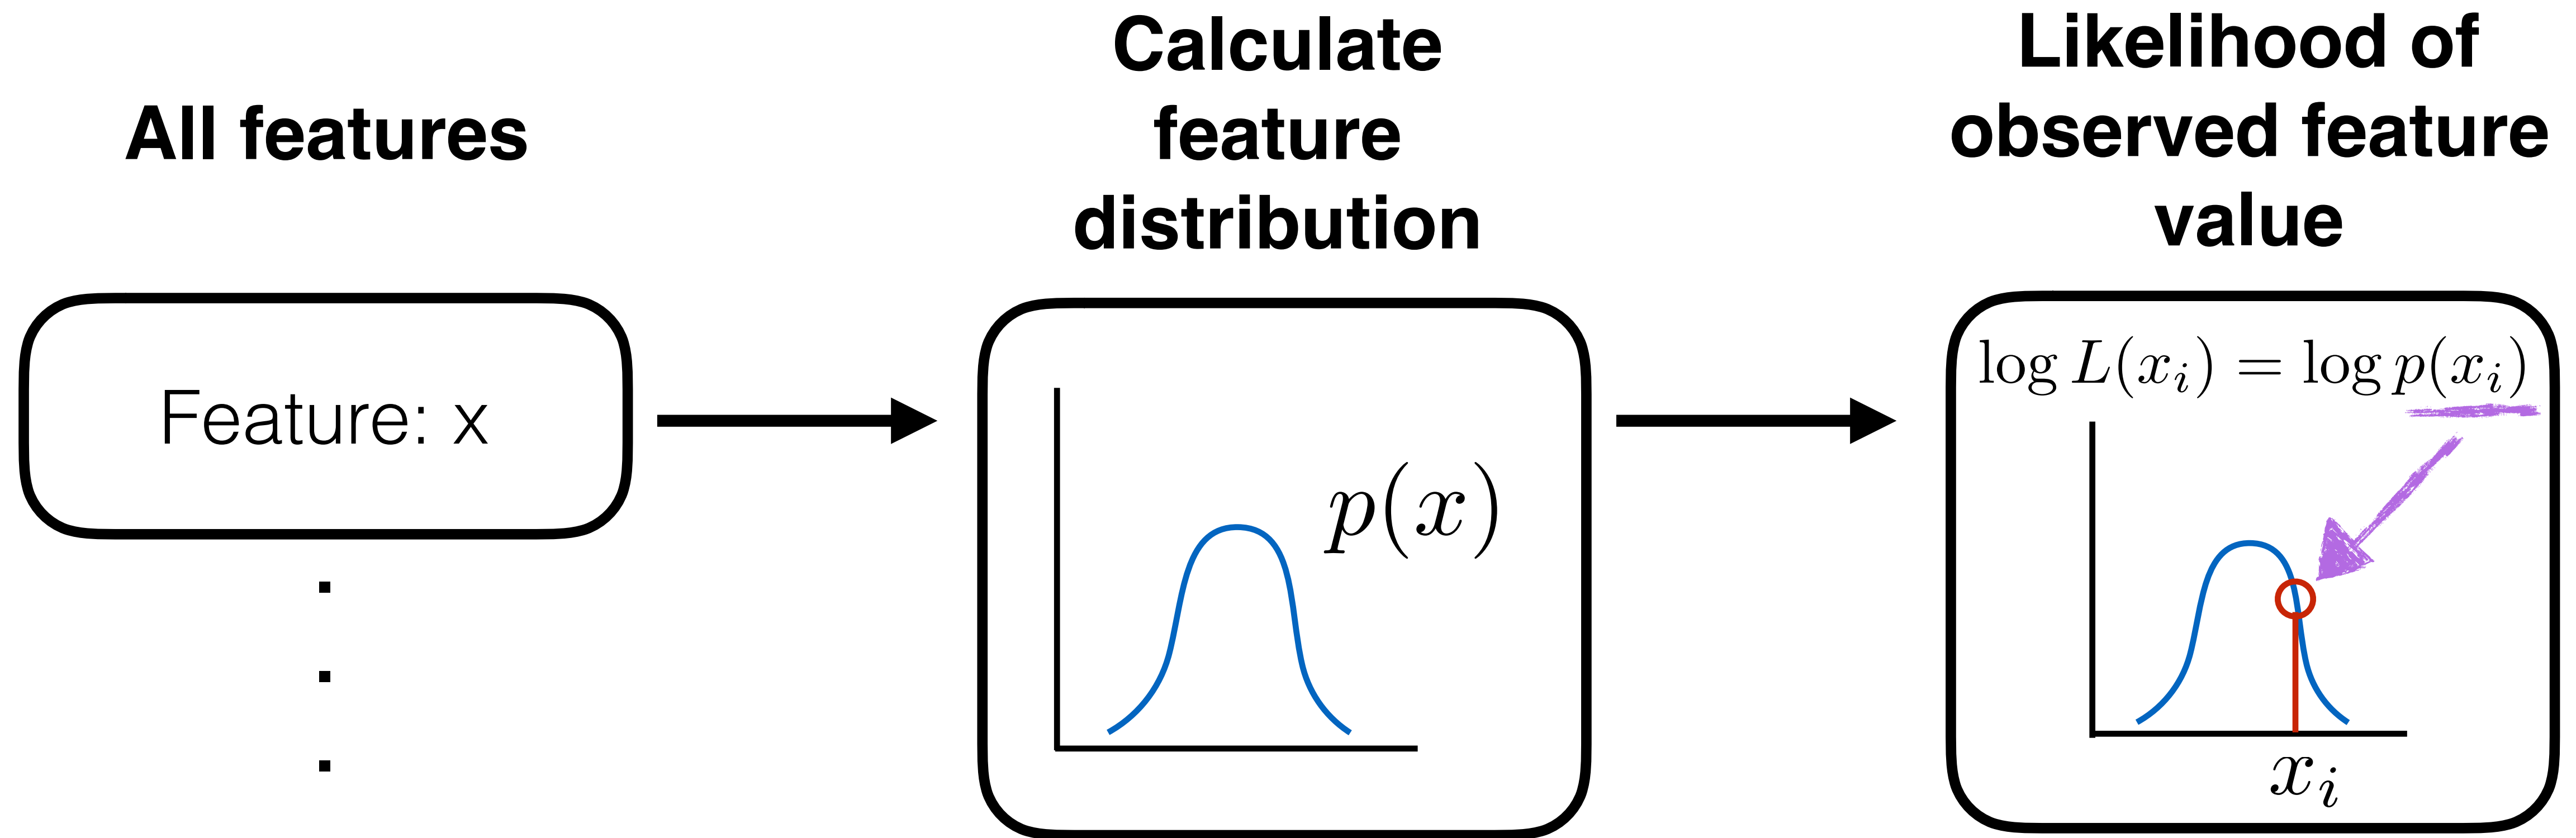 All features
Feature: x
.
.
.
Calculate
feature
distribution
p(x)
Likelihood of
observed feature
value
log L(x_i) = log p(x_i)
x_i